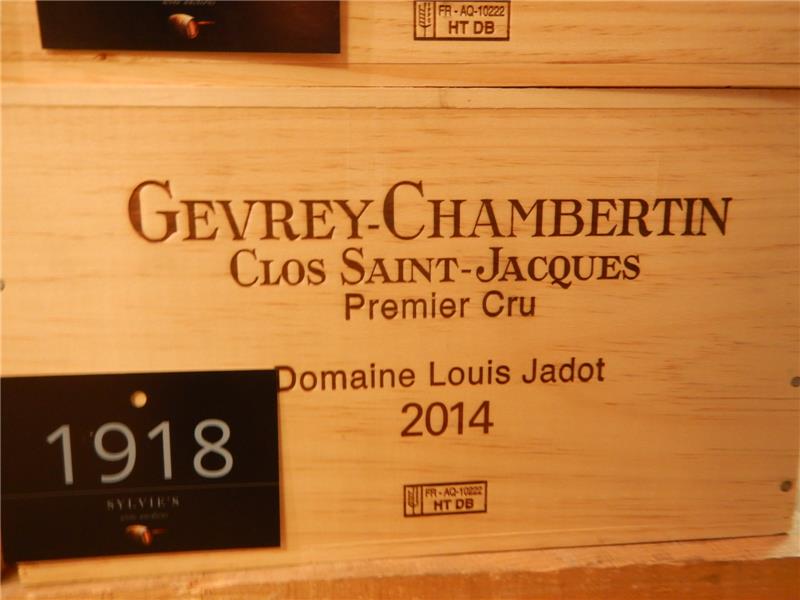 FR - AQ-10222
HT DB
GEVREY-CHAMBERTIN
CLOS SAINT-JACQUES
Premier Cru
Domaine Louis Jadot
2014
1918
SYLVIE'S
FR - AQ-10222
HT DB